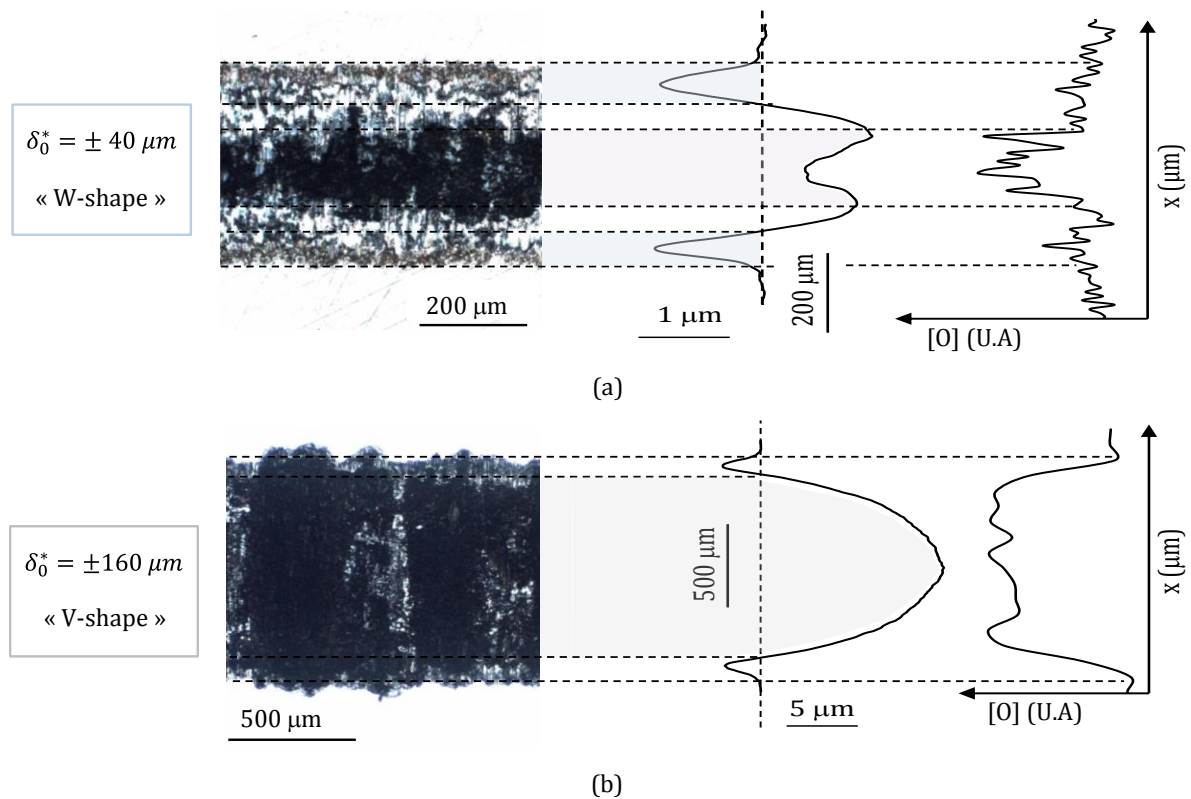 δ₀* = ± 40 μm
« W-shape »
200 μm
1 μm
200 μm
[O] (U.A)
x (μm)
(a)
δ₀* = ±160 μm
« V-shape »
500 μm
500 μm
5 μm
[O] (U.A)
x (μm)
(b)